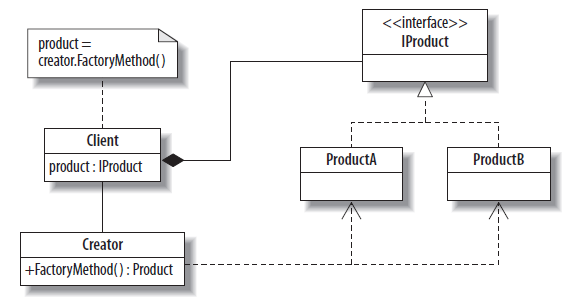 product =
creator.FactoryMethod()
<<interface>>
IProduct
Client
product : IProduct
ProductA
ProductB
Creator
+FactoryMethod() : Product